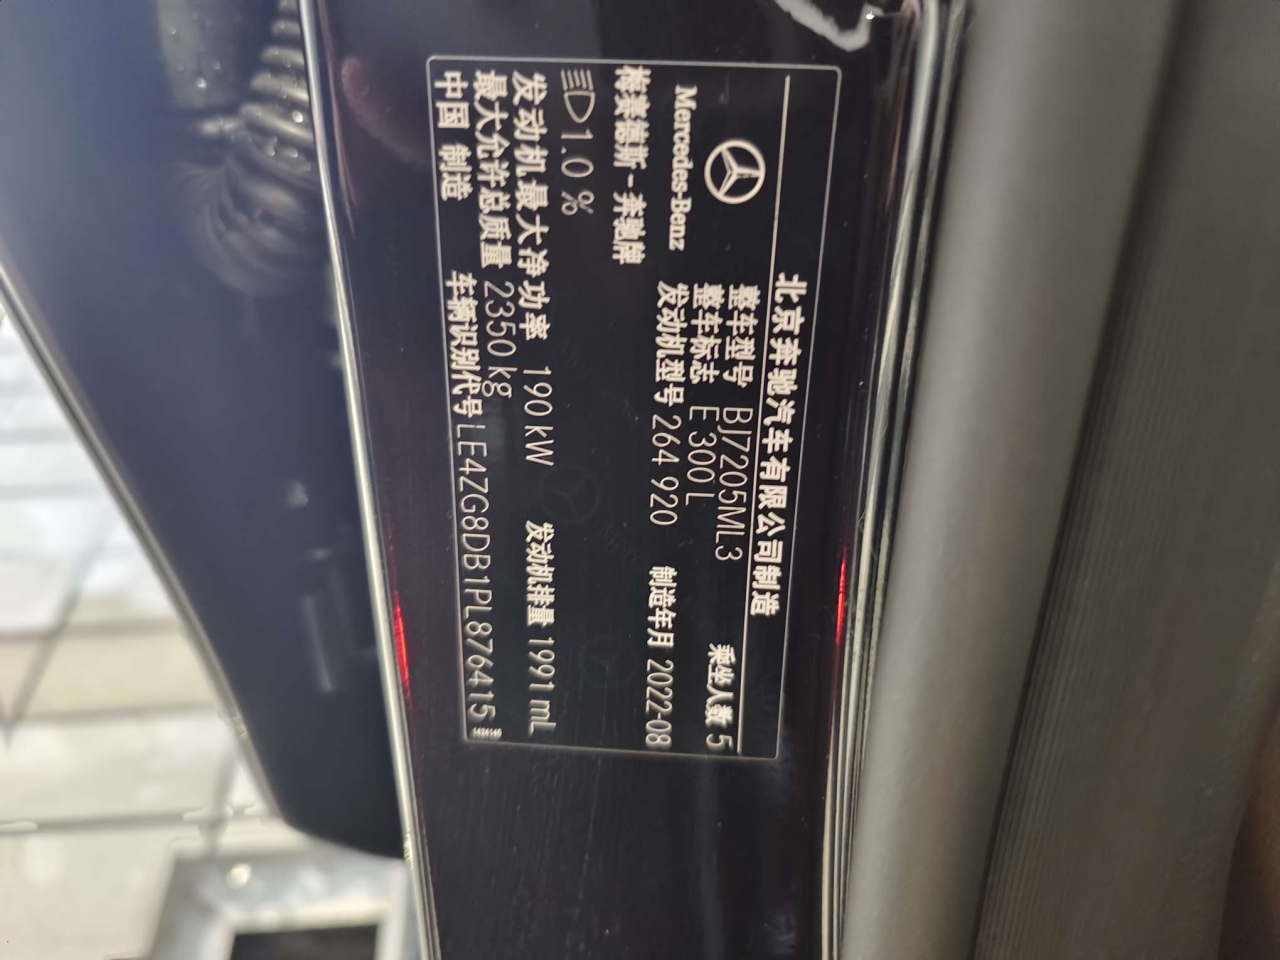 北京奔驰汽车有限公司制造
Mercedes-Benz
梅赛德斯-奔驰牌
整车型号 BJ7205ML3 乘坐人数 5
整车标志 E 300 L
发动机型号 264 920 制造年月 2022-08
1.0 %
发动机最大净功率 190 kW 发动机排量 1991 mL
最大允许总质量 2350 kg
中国 制造 车辆识别代号 LE4ZG8DB1PL876415